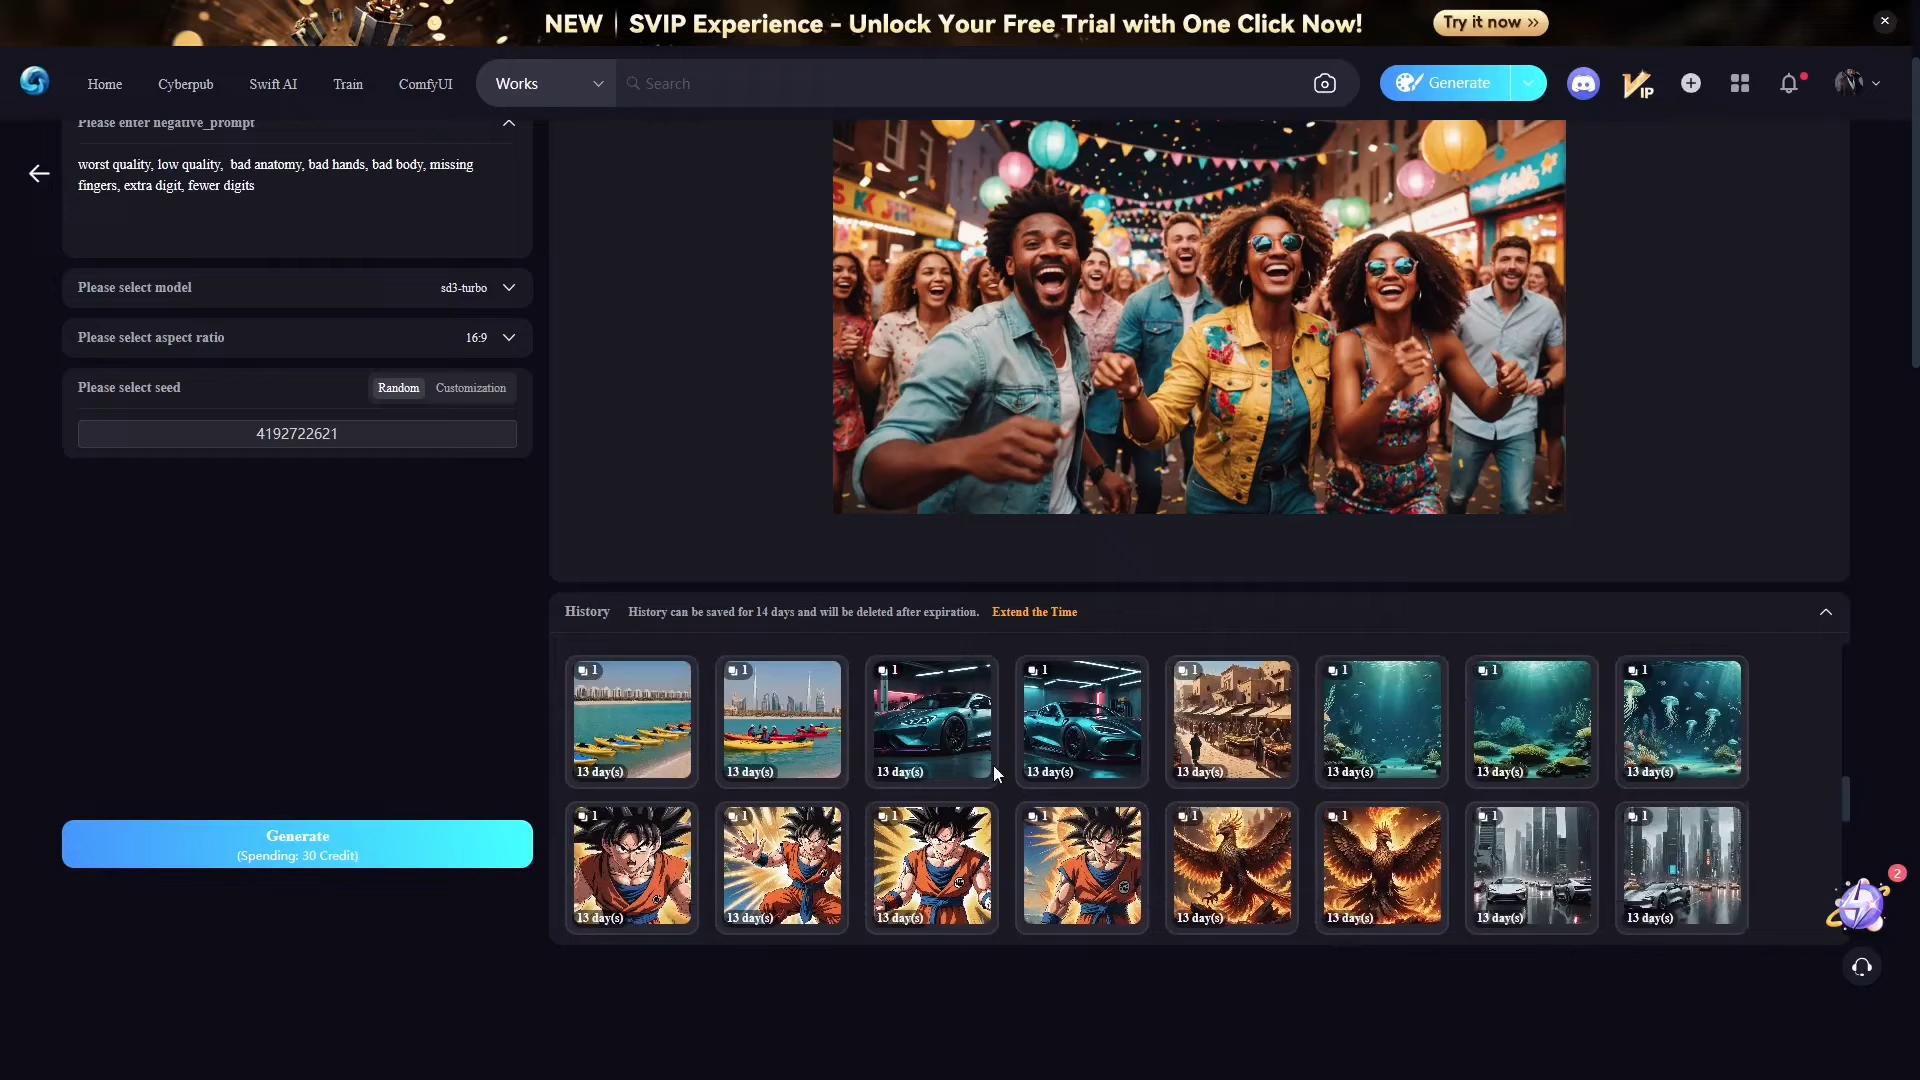 NEW | SVIP Experience - Unlock Your Free Trial with One Click Now!
Try it now >>
Home
Cyberpub
Swift AI
Train
ComfyUI
Works
Search
Generate
VIP
Please enter negative_prompt
worst quality, low quality, bad anatomy, bad hands, bad body, missing
fingers, extra digit, fewer digits
Please select model
sd3-turbo
Please select aspect ratio
16:9
Please select seed
Random
Customization
4192722621
Generate
(Spending: 30 Credit)
History
History can be saved for 14 days and will be deleted after expiration.
Extend the Time
1
1
1
1
1
1
1
1
13 day(s)
13 day(s)
13 day(s)
13 day(s)
13 day(s)
13 day(s)
13 day(s)
13 day(s)
1
1
1
1
1
1
1
1
13 day(s)
13 day(s)
13 day(s)
13 day(s)
13 day(s)
13 day(s)
13 day(s)
13 day(s)
2